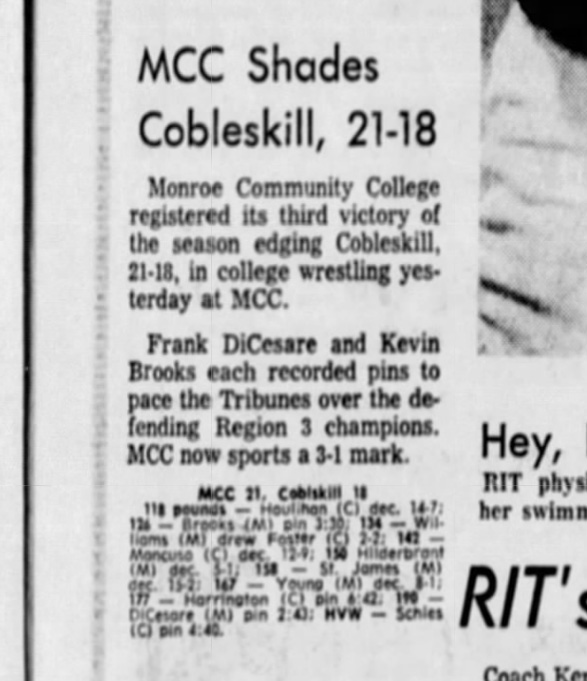 MCC Shades
Cobleskill, 21-18
Monroe Community College
registered its third victory of
the season edging Cobleskill,
21-18, in college wrestling yes-
terday at MCC.
Frank DiCesare and Kevin
Brooks each recorded pins to
pace the Tribunes over the de-
fending Region 3 champions.
MCC now sports a 3-1 mark.
MCC 21, Coblskill 18
118 pounds — Houlihan (C) dec. 14-7;
126 — Brooks (M) pin 3:30; 134 — Wil-
liams (M) drew Foster (C) 2-2; 142 —
Mancuso (C) dec. 12-9; 150 Hilderbrant
(M) dec. 5-1; 158 — St. James (M)
dec. 15-2; 167 — Young (M) dec. 8-1;
177 — Harrington (C) pin 6:42; 190 —
DiCesare (M) pin 2:43; HVW — Schies
(C) pin 4:40.
Hey,
RIT physi
her swimm
RIT's
Coach Ker